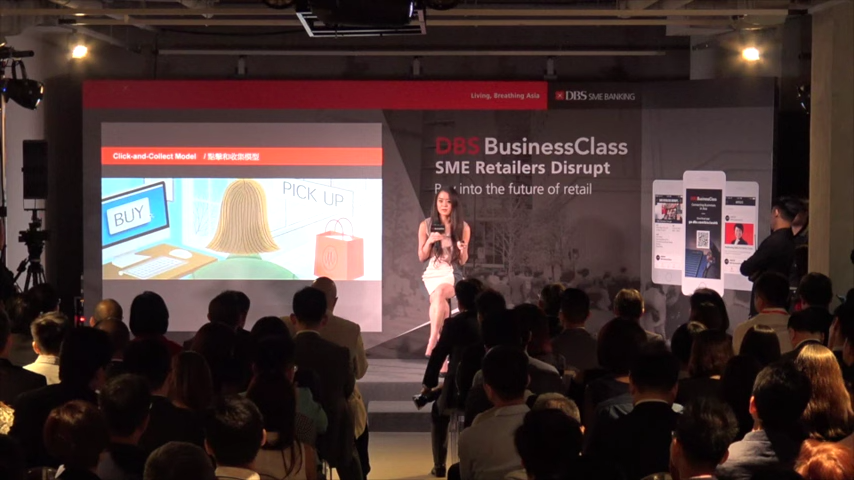 Living, Breathing Asia
DBS SME BANKING
Click-and-Collect Model / 點擊和收集模型
BUY
PICK UP
DBS BusinessClass
SME Retailers Disrupt
into the future of retail
BusinessClass